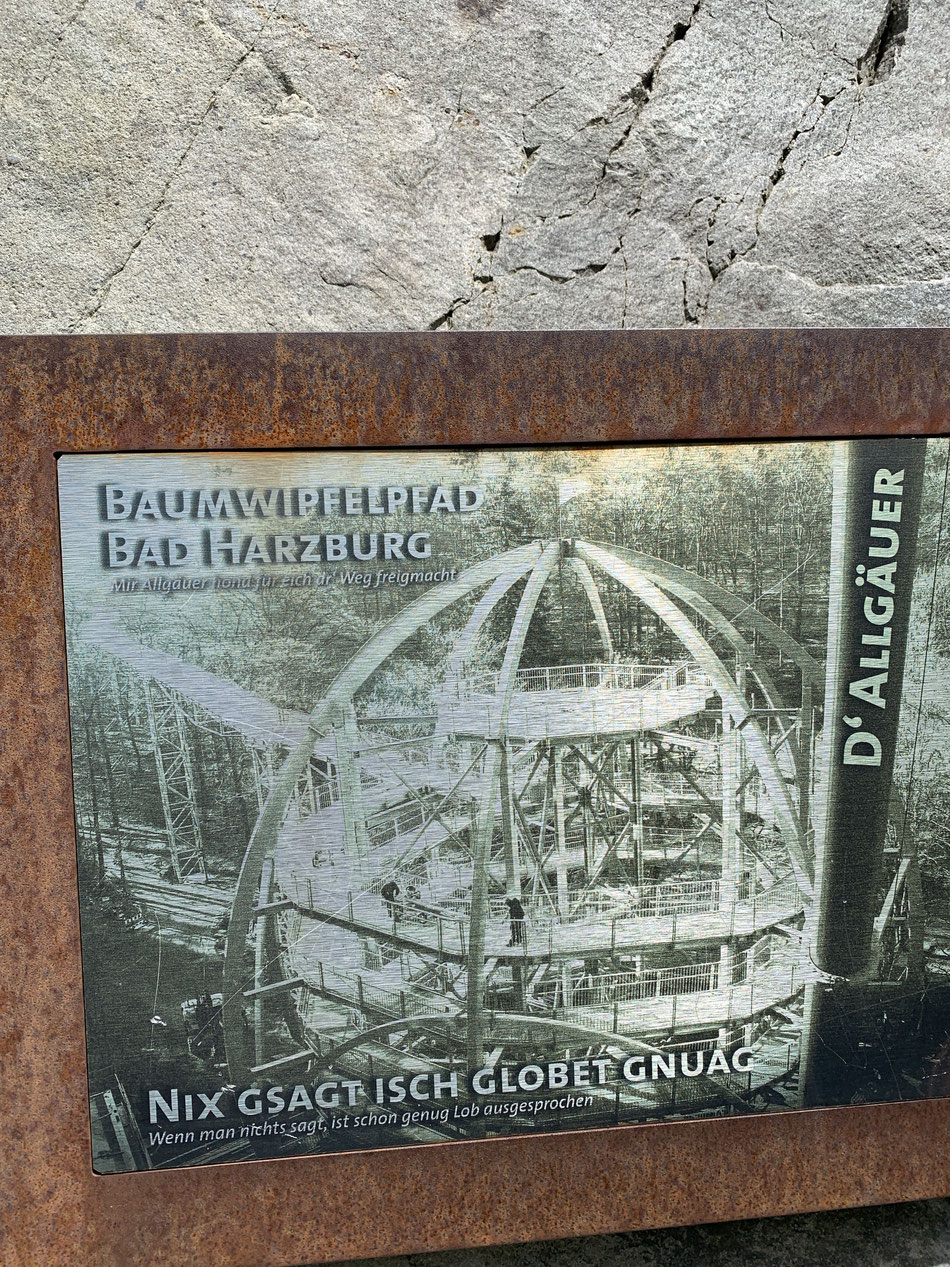 BAUMWIPFELPFAD
BAD HARZBURG
Mir Allgäuer hond für Eich dr' Weg freigmacht
D' ALLGÄUER
NIX GSAGT ISCH GLOBET GNUAG
Wenn man nichts sagt, ist schon genug Lob ausgesprochen